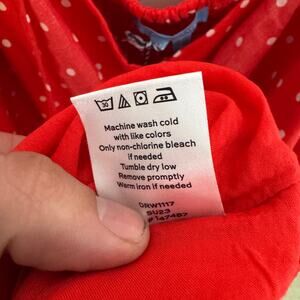 Machine wash cold
with like colors
Only non-chlorine bleach
if needed
Tumble dry low
Remove promptly
Warm iron if needed
SU23